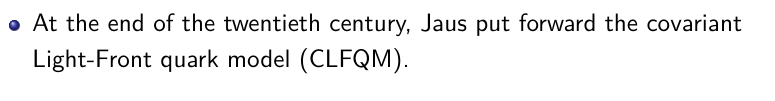 At the end of the twentieth century, Jaus put forward the covariant
Light-Front quark model (CLFQM).